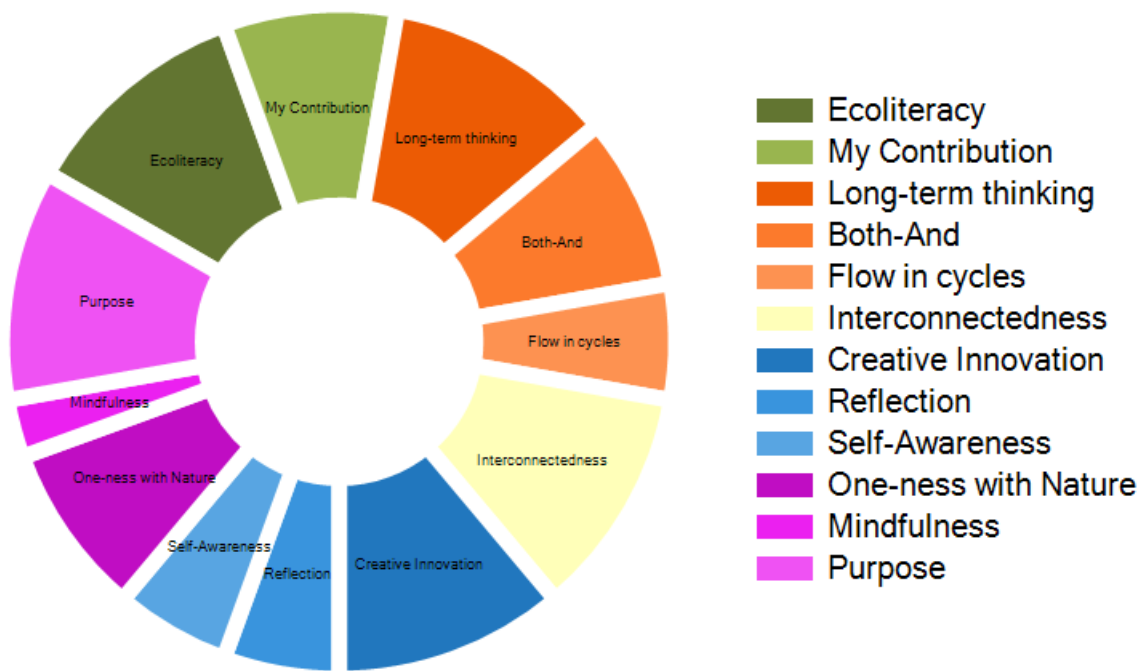 My Contribution
Long-term thinking
Ecoliteracy
Both-And
Purpose
Flow in cycles
Mindfulness
Interconnectedness
One-ness with Nature
Self-Awareness
Reflection
Creative Innovation
Ecoliteracy
My Contribution
Long-term thinking
Both-And
Flow in cycles
Interconnectedness
Creative Innovation
Reflection
Self-Awareness
One-ness with Nature
Mindfulness
Purpose